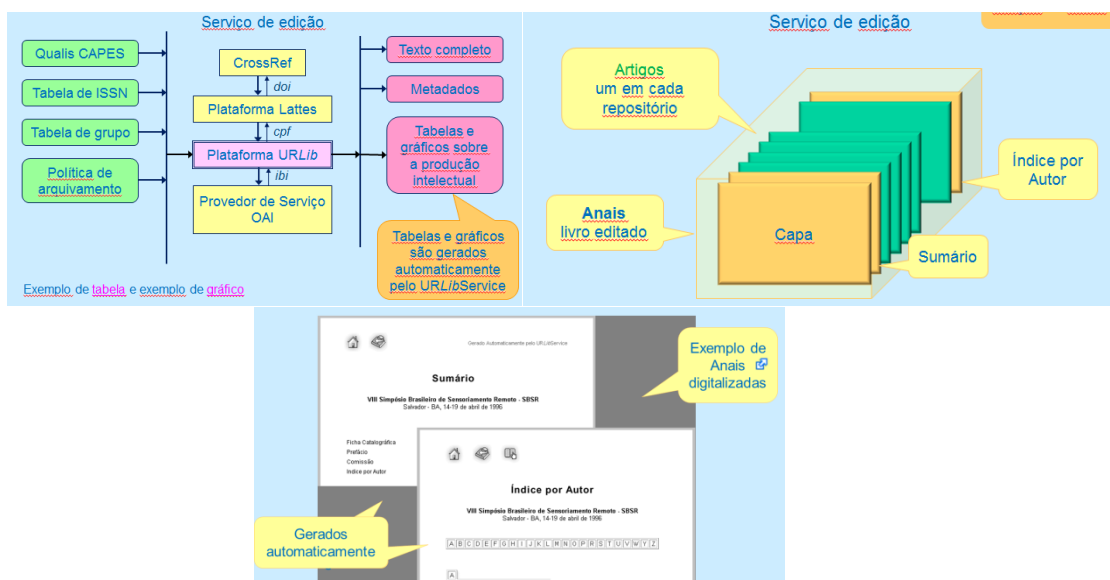 Serviço de edição
Qualis CAPES
Tabela de ISSN
Tabela de grupo
Política de
arquivamento
CrossRef
doi
Plataforma Lattes
cpf
Plataforma URLib
ibi
Provedor de Serviço
OAI
Texto completo
Metadados
Tabelas e
gráficos sobre
a produção
intelectual
Tabelas e gráficos
são gerados
automaticamente
pelo URLibService
Exemplo de tabela e exemplo de gráfico
Serviço de edição
Artigos
um em cada
repositório
Anais
livro editado
Capa
Índice por
Autor
Sumário
Gerado Automaticamente pelo URLibService
Sumário
VIII Simpósio Brasileiro de Sensoriamento Remoto - SBSR
Salvador - BA, 14-19 de abril de 1996
Ficha Catalográfica
Prefácio
Comissão
Indice por Autor
Exemplo de
Anais
digitalizadas
Índice por Autor
VIII Simpósio Brasileiro de Sensoriamento Remoto - SBSR
Salvador - BA, 14-19 de abril de 1996
A B C D E F G H I J K L M N O P R S T U V W Y Z
A
Gerados
automaticamente